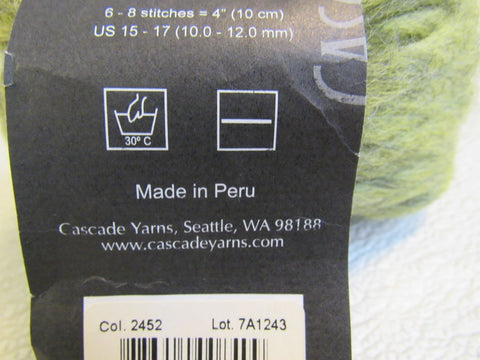 6 - 8 stitches = 4" (10 cm)
US 15 - 17 (10.0 - 12.0 mm)
30° C
Made in Peru
Cascade Yarns, Seattle, WA 98188
www.cascadeyarns.com
Col. 2452 Lot. 7A1243